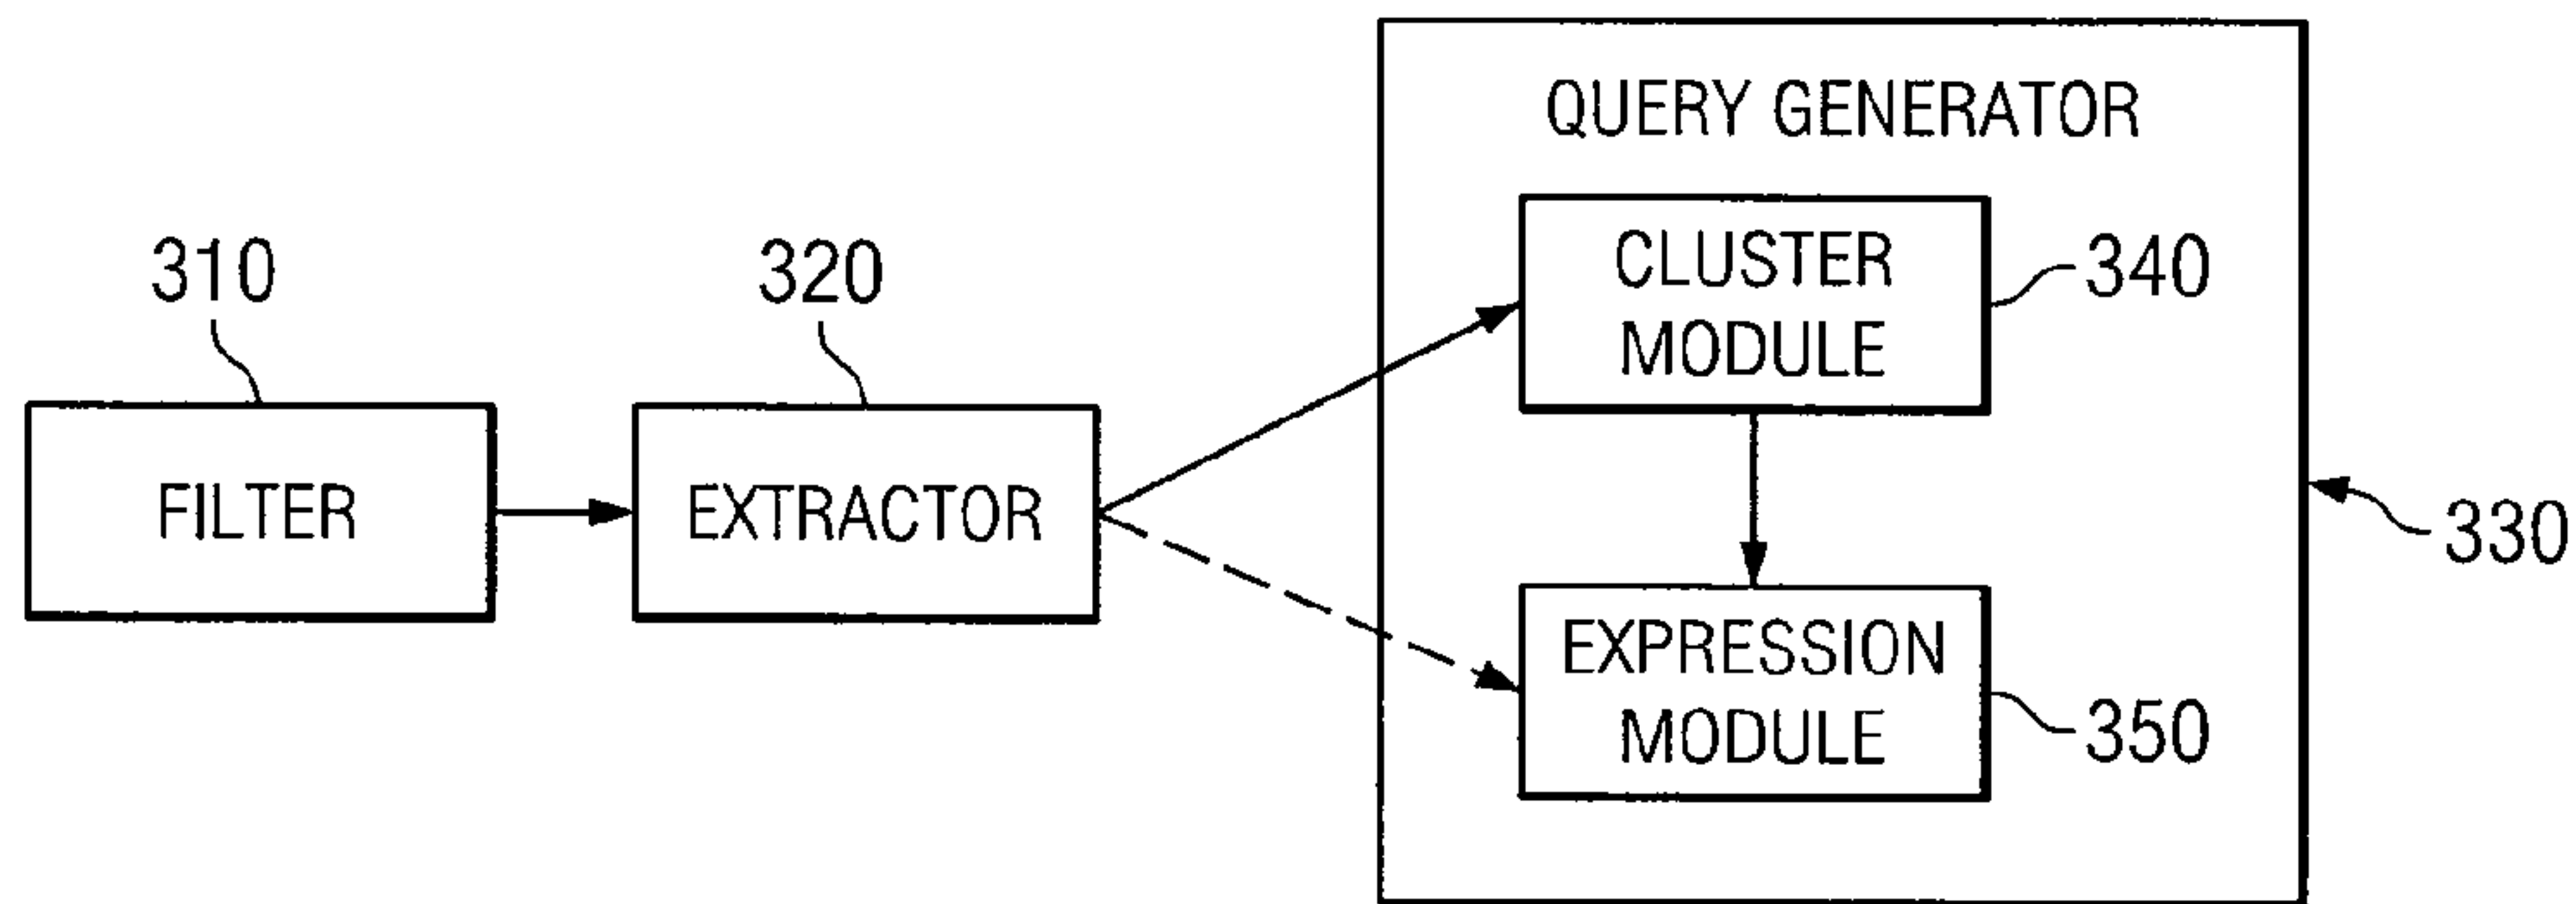 QUERY GENERATOR
310
320
CLUSTER
MODULE
340
FILTER
EXTRACTOR
330
EXPRESSION
MODULE
350